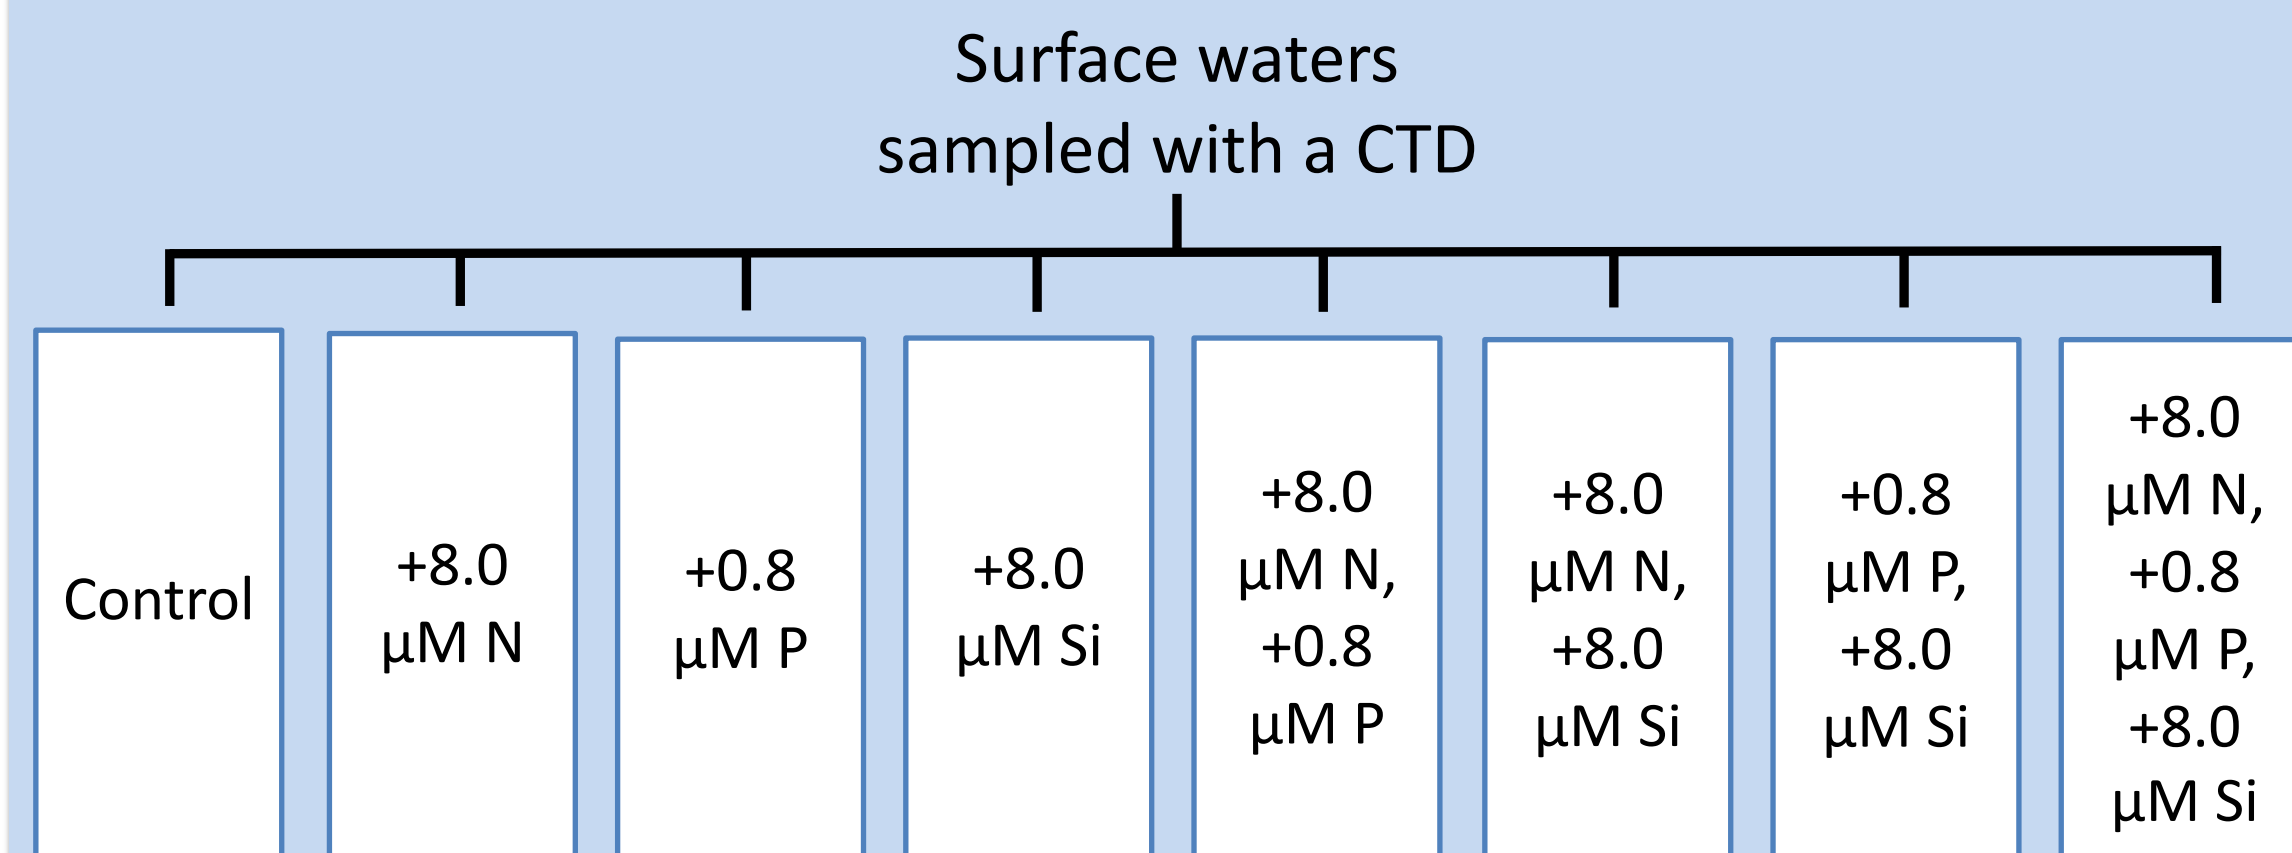 Surface waters
sampled with a CTD
Control
+8.0
μM N
+0.8
μM P
+8.0
μM Si
+8.0
μM N,
+0.8
μM P
+8.0
μM N,
+8.0
μM Si
+0.8
μM P,
+8.0
μM Si
+8.0
μM N,
+0.8
μM P,
+8.0
μM Si